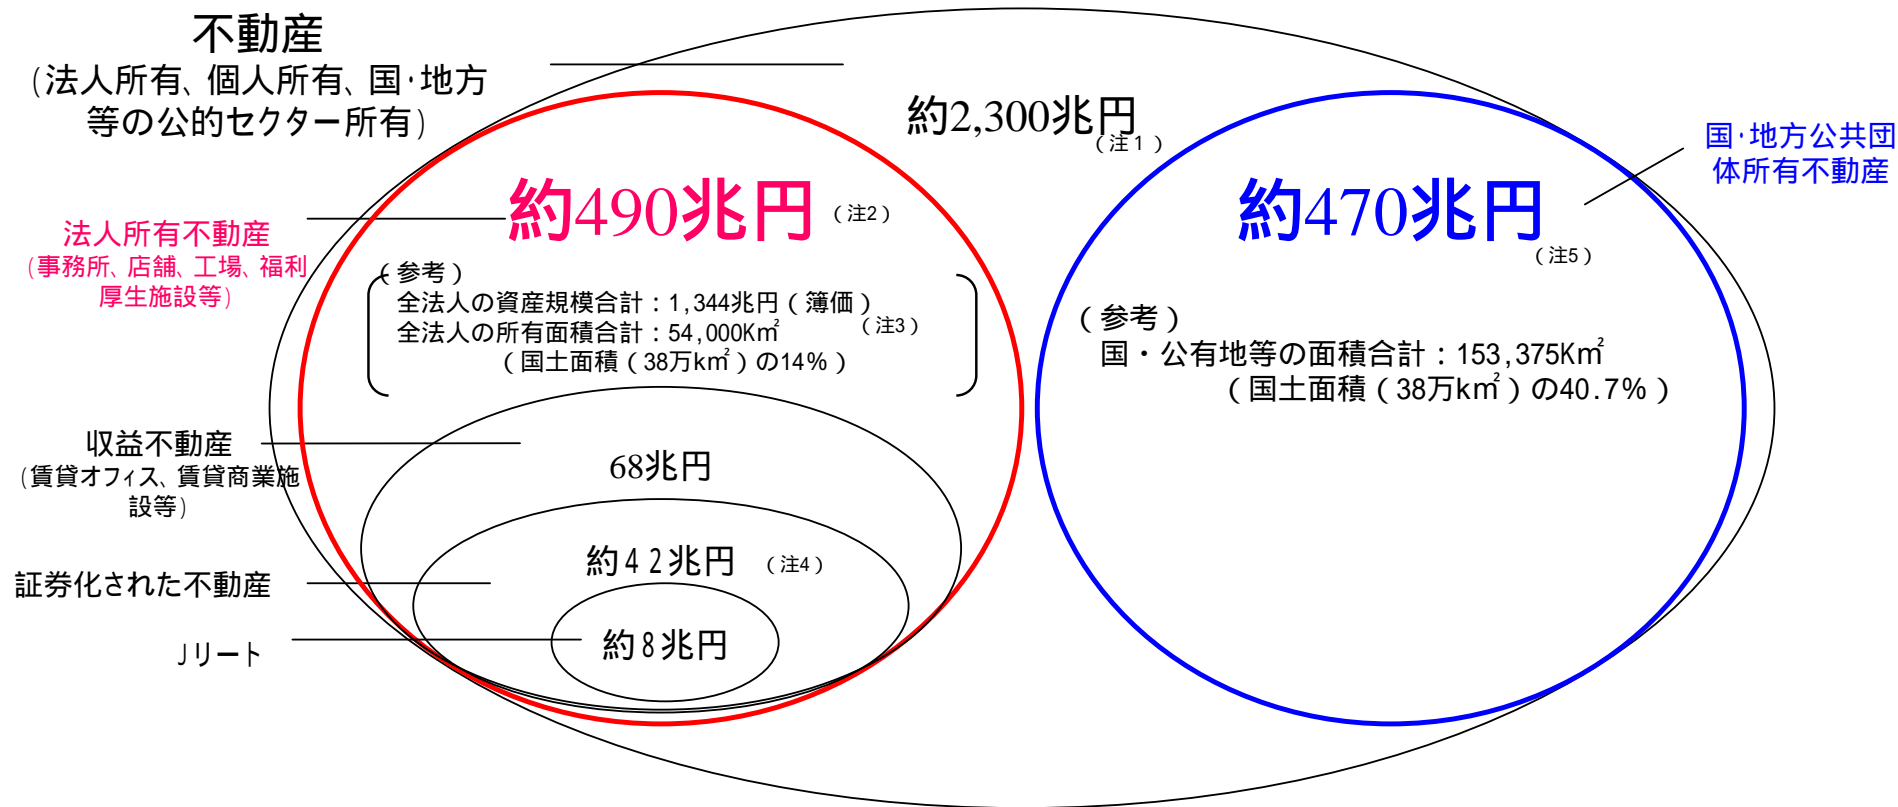 不動産
(法人所有、個人所有、国・地方
等の公的セクター所有)
約2,300兆円
(注1)
国・地方公共団
体所有不動産
約490兆円
(注2)
約470兆円
(注5)
法人所有不動産
(事務所、店舗、工場、福利
厚生施設等)
(参考)
全法人の資産規模合計:1,344兆円(簿価)
全法人の所有面積合計:54,000Km²
(注3)
(国土面積(38万km²)の14%)
(参考)
国・公有地等の面積合計:153,375Km²
(国土面積(38万km²)の40.7%)
収益不動産
(賃貸オフィス、賃貸商業施
設等)
68兆円
証券化された不動産
約42兆円
(注4)
Jリート
約8兆円